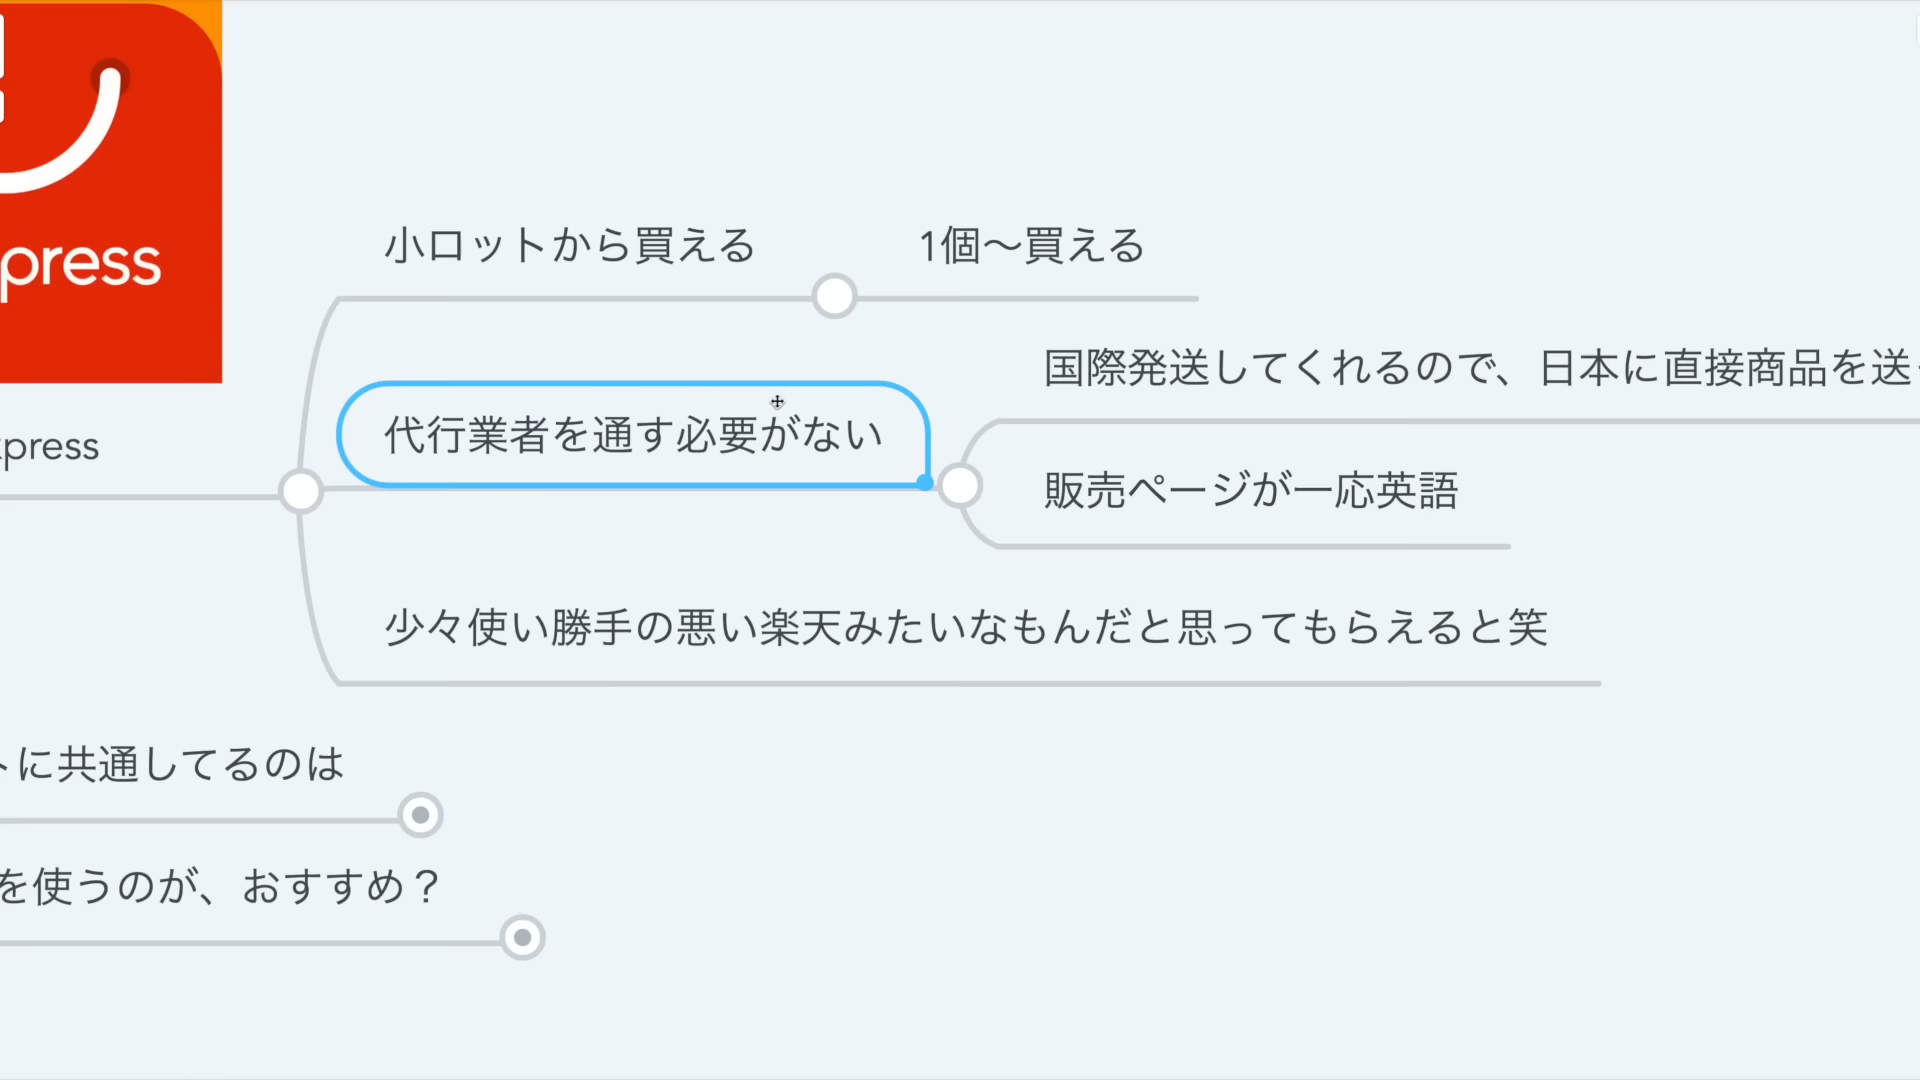 press
小ロットから買える
1個〜買える
国際発送してくれるので、日本に直接商品を送
代行業者を通す必要がない
press
販売ページが一応英語
少々使い勝手の悪い楽天みたいなもんだと思ってもらえると笑
に共通してるのは
を使うのが、おすすめ？